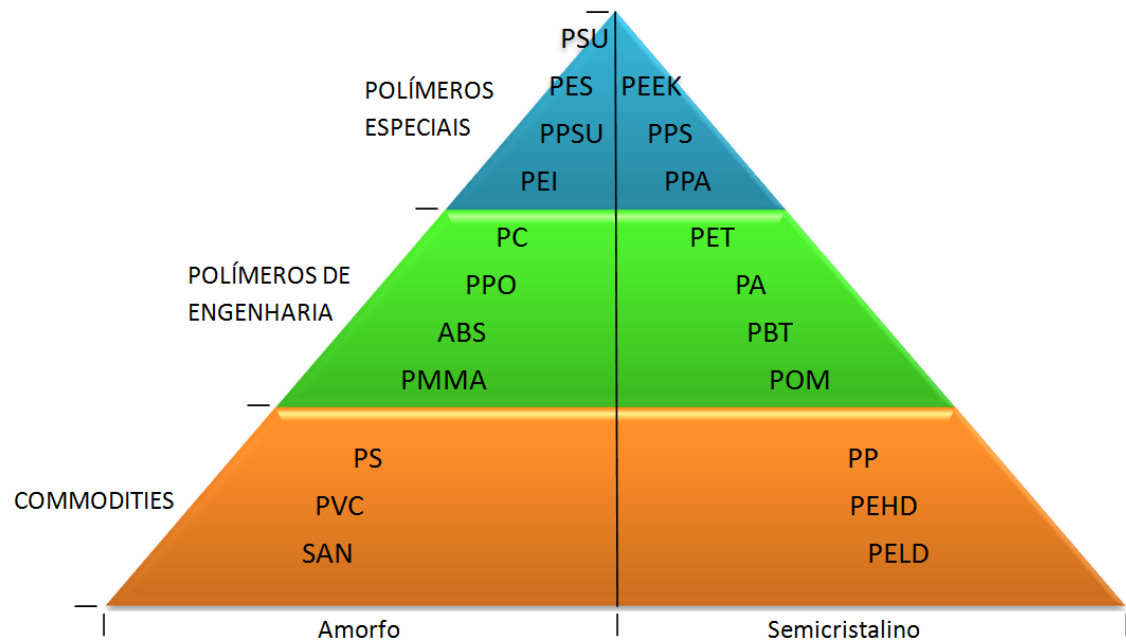 PSU
POLÍMEROS
ESPECIAIS
PES PEEK
PPSU PPS
PEI PPA
POLÍMEROS DE
ENGENHARIA
PC PET
PPO PA
ABS PBT
PMMA POM
COMMODITIES
PS PP
PVC PEHD
SAN PELD
Amorfo Semicristalino